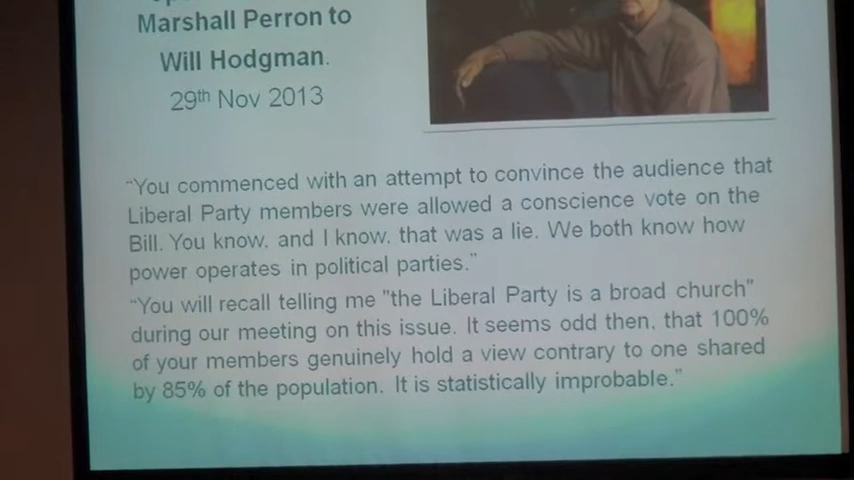 Marshall Perron to
Will Hodgman.
29th Nov 2013
“You commenced with an attempt to convince the audience that
Liberal Party members were allowed a conscience vote on the
Bill. You know, and I know, that was a lie. We both know how
power operates in political parties.”
“You will recall telling me "the Liberal Party is a broad church"
during our meeting on this issue. It seems odd then, that 100%
of your members genuinely hold a view contrary to one shared
by 85% of the population. It is statistically improbable.”